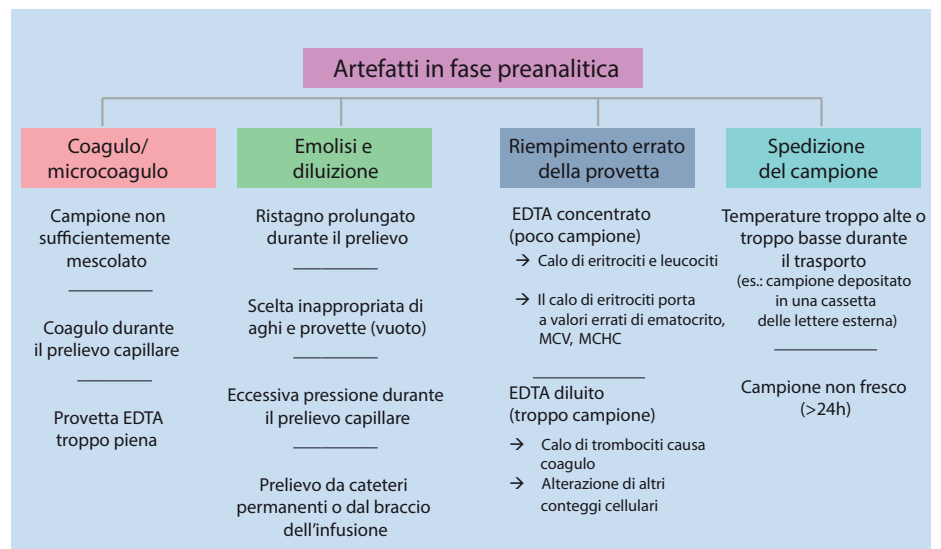 Artefatti in fase preanalitica
Coagulo/
microcoagulo
Campione non
sufficientemente
mescolato
Coagulo durante
il prelievo capillare
Provetta EDTA
troppo piena
Emolisi e
diluizione
Ristagno prolungato
durante il prelievo
Scelta inappropriata di
aghi e provette (vuoto)
Eccessiva pressione durante
il prelievo capillare
Prelievo da cateteri
permanenti o dal braccio
dell’infusione
Riempimento errato
della provetta
EDTA concentrato
(poco campione)
→ Calo di eritrociti e leucociti
→ Il calo di eritrociti porta
a valori errati di ematocrito,
MCV, MCHC
EDTA diluito
(troppo campione)
→ Calo di trombociti causa
coagulo
→ Alterazione di altri
conteggi cellulari
Spedizione
del campione
Temperature troppo alte o
troppo basse durante
il trasporto
(es.: campione depositato
in una cassetta
delle lettere esterna)
Campione non fresco
(>24h)